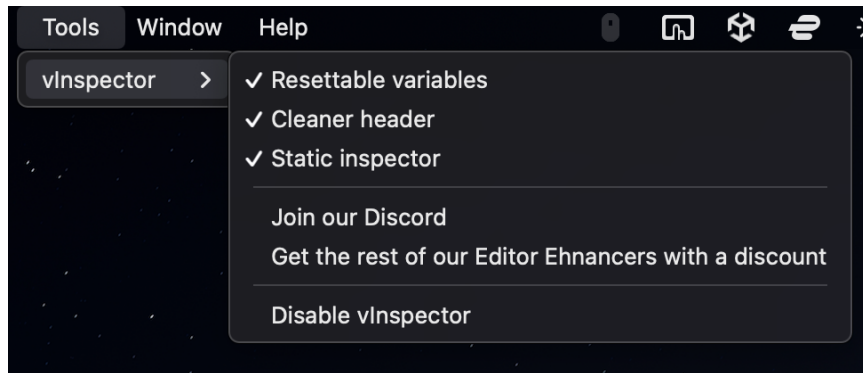 Tools Window Help
vInspector
Resettable variables
Cleaner header
Static inspector
Join our Discord
Get the rest of our Editor Ehnancers with a discount
Disable vInspector